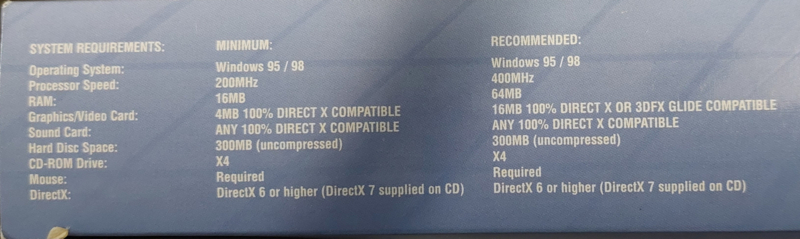 SYSTEM REQUIREMENTS: MINIMUM: RECOMMENDED:
Operating System: Windows 95 / 98 Windows 95 / 98
Processor Speed: 200MHz 400MHz
RAM: 16MB 64MB
Graphics/Video Card: 4MB 100% DIRECT X COMPATIBLE 16MB 100% DIRECT X OR 3DFX GLIDE COMPATIBLE
Sound Card: ANY 100% DIRECT X COMPATIBLE ANY 100% DIRECT X COMPATIBLE
Hard Disc Space: 300MB (uncompressed) 300MB (uncompressed)
CD-ROM Drive: X4 X4
Mouse: Required Required
DirectX: DirectX 6 or higher (DirectX 7 supplied on CD) DirectX 6 or higher (DirectX 7 supplied on CD)